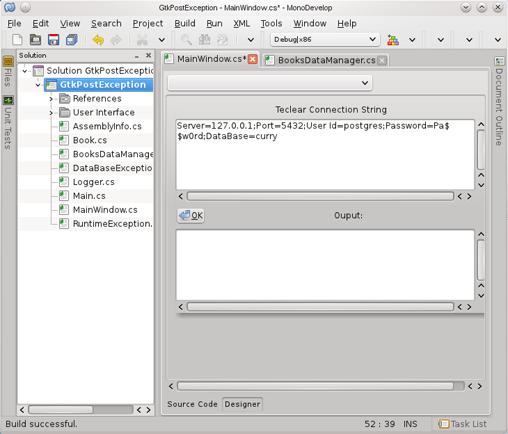 GtkPostException - MainWindow.cs* - MonoDevelop
File Edit View Search Project Build Run Tools Window Help
Debug|x86
Solution
Files
Unit Tests
Solution GtkPostExceptic
GtkPostException
References
User Interface
AssemblyInfo.cs
Book.cs
BooksDataManage
DataBaseExceptio
Logger.cs
Main.cs
MainWindow.cs
RuntimeException.
MainWindow.cs*
BooksDataManager.cs
Teclear Connection String
Server=127.0.0.1;Port=5432;User Id=postgres;Password=Pa$
$w0rd;DataBase=curry
OK
Ouput:
Source Code
Designer
Document Outline
Build successful.
52 : 39
INS
Task List